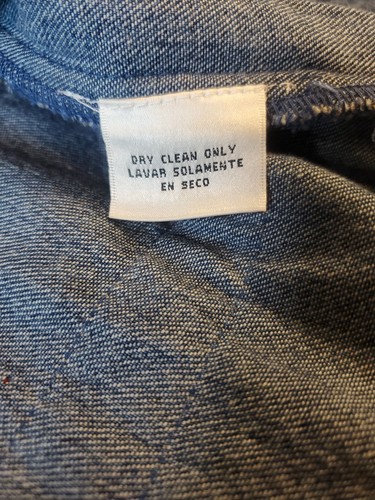 DRY CLEAN ONLY
LAVAR SOLAMENTE
EN SECO